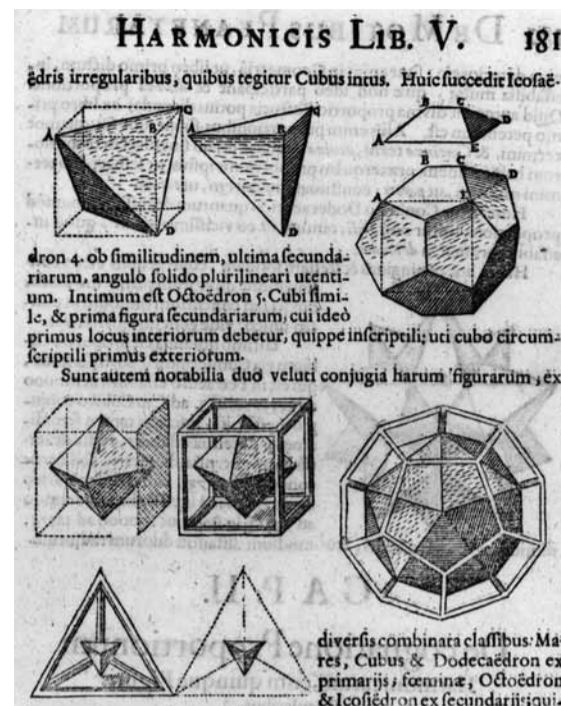 HARMONICIS LIB. V. 181
ëdris irregularibus, quibus tegitur Cubus intus. Huic succedit Icosaë-
A B C D
A B C D
B C
A D E
B C
A D
dron 4. ob similitudinem, ultima secunda-
riarum, angulo solido plurilineari utenti-
um. Intimum est Octoëdron 5. Cubi simi-
le, & prima figura secundariarum, cui ideò
primus locus interiorum debetur, quippe inscriptili; uti cubo circum-
scriptili primus exteriorum.
Sunt autem notabilia duo veluti conjugia harum figurarum, ex
diversis combinata classibus: Ma-
res, Cubus & Dodecaëdron ex
primarijs; fœminæ, Octoëdron
& Icosiëdron ex secundarijs;